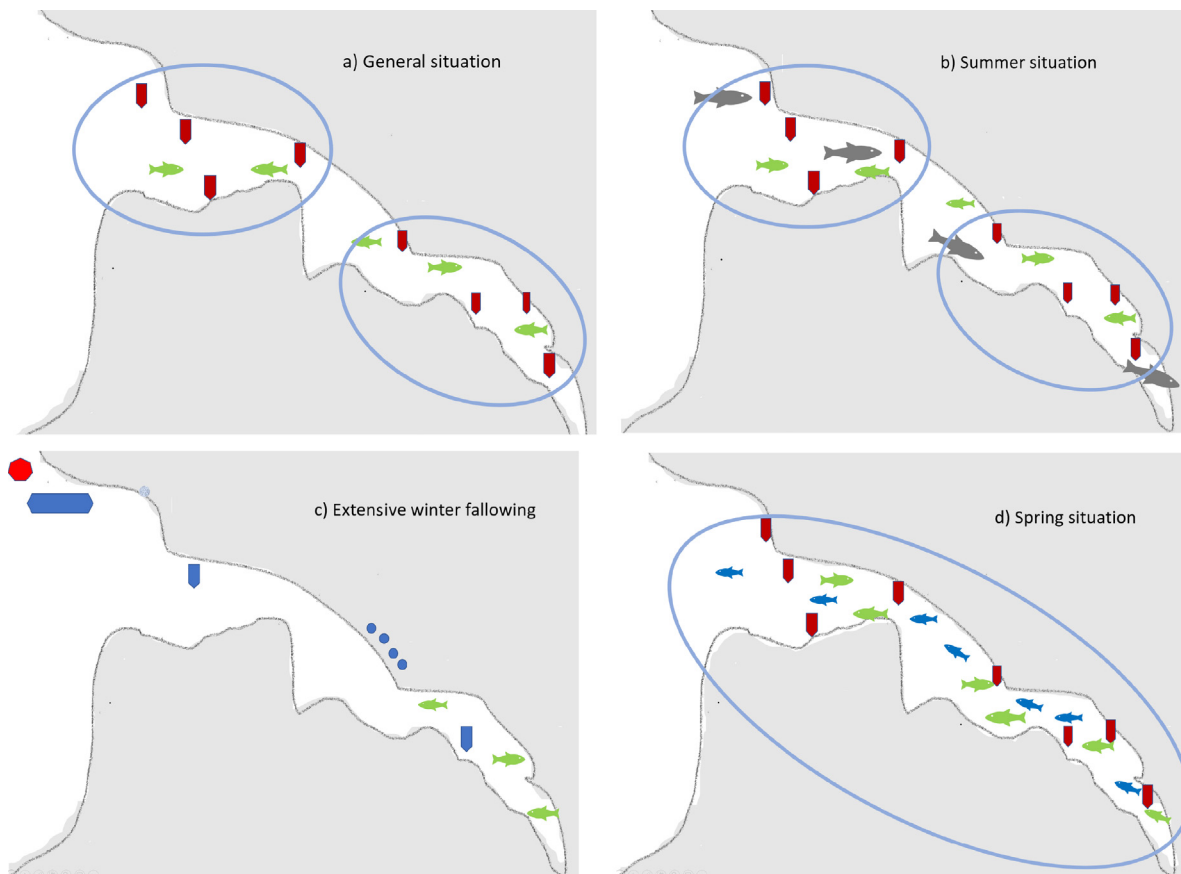 a) General situation
b) Summer situation
c) Extensive winter fallowing
d) Spring situation